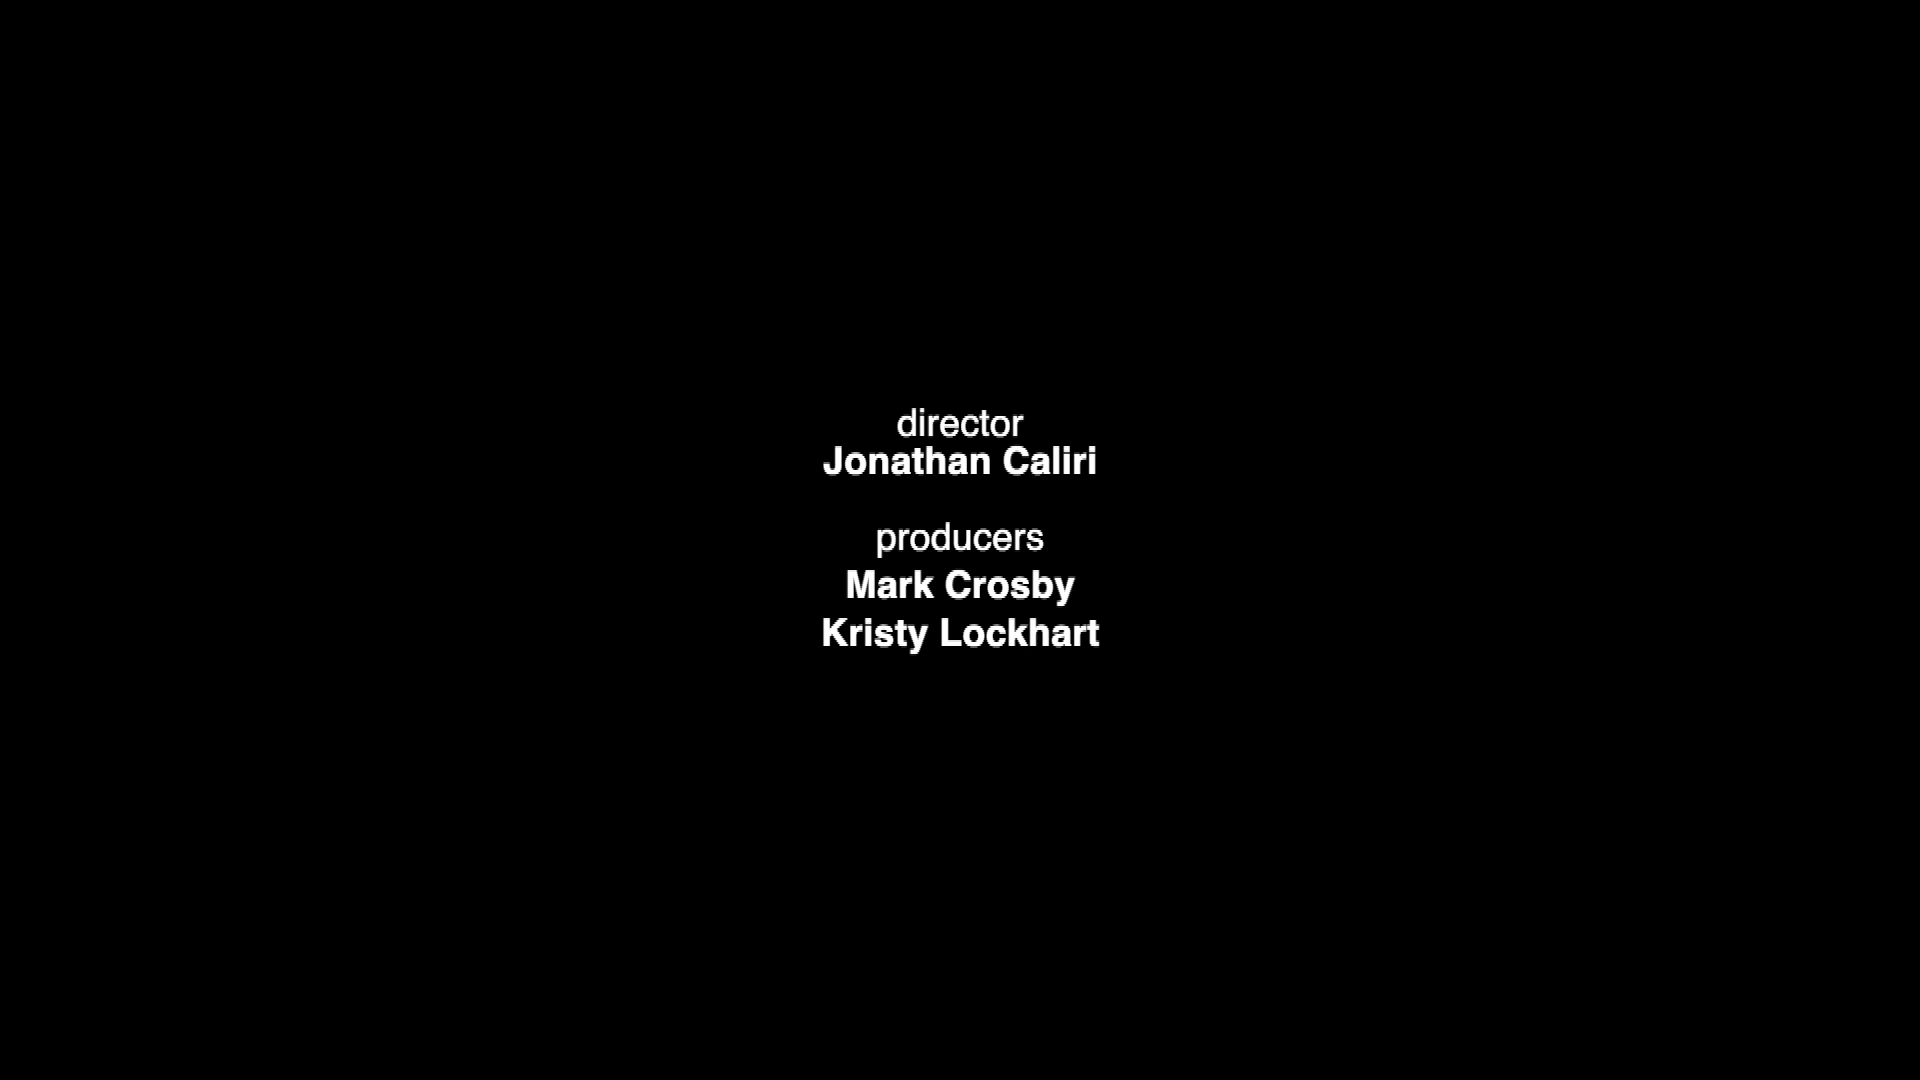 director
Jonathan Caliri
producers
Mark Crosby
Kristy Lockhart